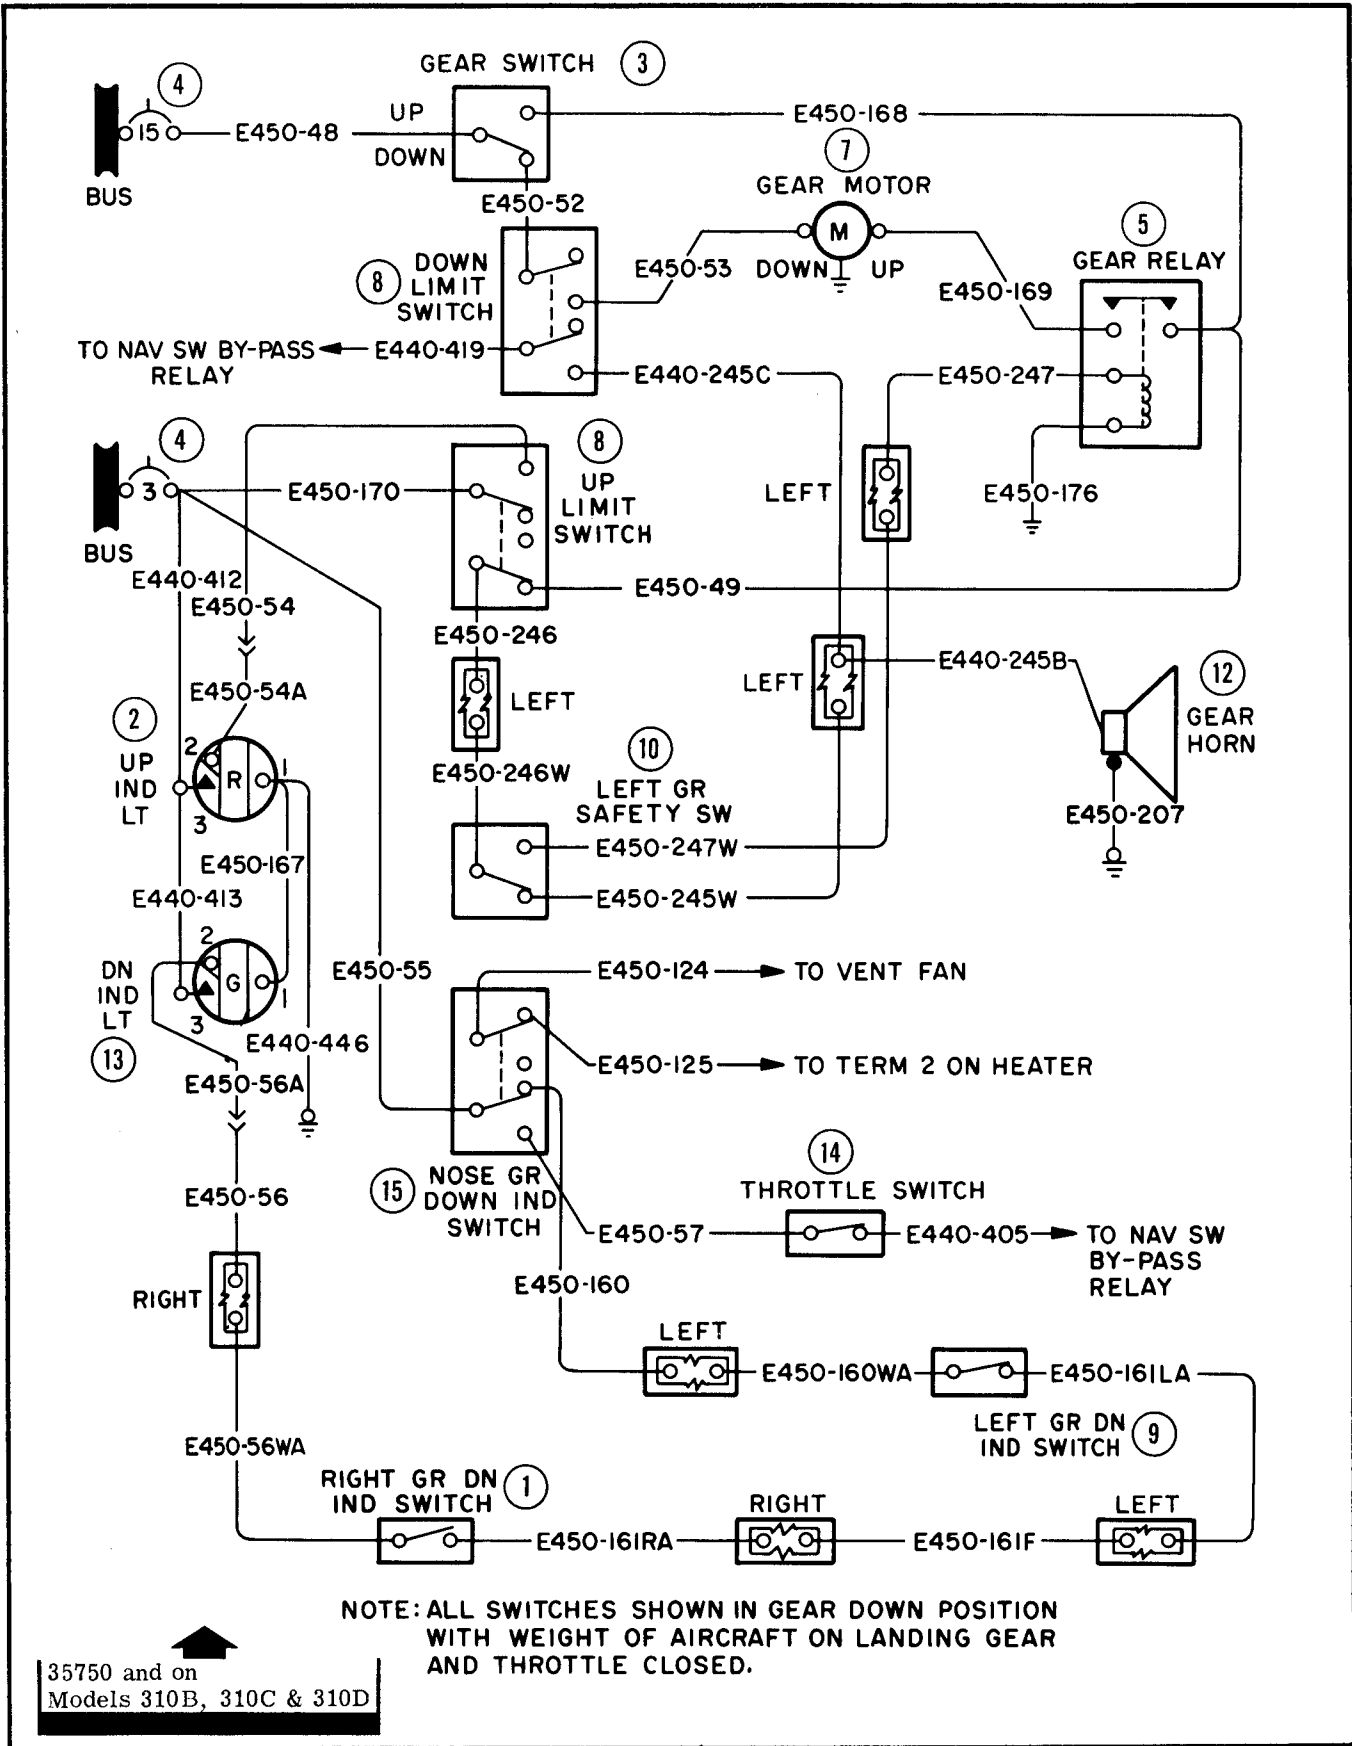 GEAR SWITCH 3
4
15
E450-48
UP
DOWN
E450-168
BUS
7
GEAR MOTOR
E450-52
M
DOWN UP
5
GEAR RELAY
8
DOWN
LIMIT
SWITCH
E450-53
E450-169
TO NAV SW BY-PASS
RELAY
E440-419
E440-245C
E450-247
4
3
BUS
E450-170
8
UP
LIMIT
SWITCH
LEFT
E450-176
E440-412
E450-54
E450-49
E450-246
E450-54A
LEFT
LEFT
E440-245B
12
GEAR
HORN
2
UP
IND
LT
2
R
1
3
E450-246W
10
LEFT GR
SAFETY SW
E450-207
E450-167
E450-247W
E440-413
E450-245W
2
G
1
3
DN
IND
LT
13
E450-55
E450-124
TO VENT FAN
E440-446
E450-125
TO TERM 2 ON HEATER
E450-56A
15
NOSE GR
DOWN IND
SWITCH
14
THROTTLE SWITCH
E450-56
E450-57
E440-405
TO NAV SW
BY-PASS
RELAY
E450-160
RIGHT
LEFT
E450-160WA
E450-161LA
LEFT GR DN
IND SWITCH
9
E450-56WA
RIGHT GR DN
IND SWITCH
1
RIGHT
LEFT
E450-161RA
E450-161F
NOTE: ALL SWITCHES SHOWN IN GEAR DOWN POSITION
WITH WEIGHT OF AIRCRAFT ON LANDING GEAR
AND THROTTLE CLOSED.
35750 and on
Models 310B, 310C & 310D